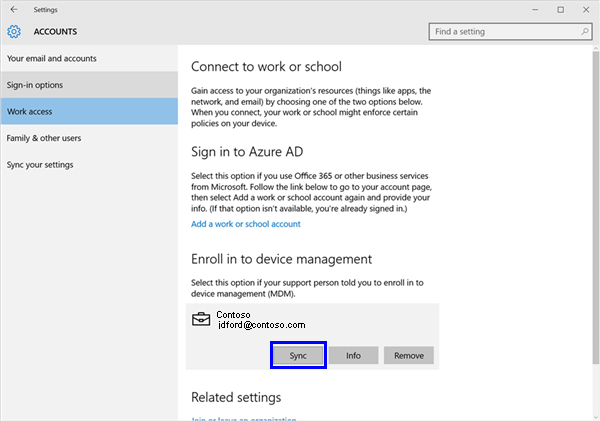 Settings
ACCOUNTS
Find a setting
Your email and accounts
Sign-in options
Work access
Family & other users
Sync your settings
Connect to work or school
Gain access to your organization's resources (things like apps, the
network, and email) by choosing one of the two options below.
When you connect, your work or school might enforce certain
policies on your device.
Sign in to Azure AD
Select this option if you use Office 365 or other business services
from Microsoft. Follow the link below to go to your account page,
then select Add a work or school account again and provide your
info. (If that option isn't available, you're already signed in.)
Add a work or school account
Enroll in to device management
Select this option if your support person told you to enroll in to
device management (MDM).
Contoso
jdford@contoso.com
Sync
Info
Remove
Related settings
Join or leave an organization